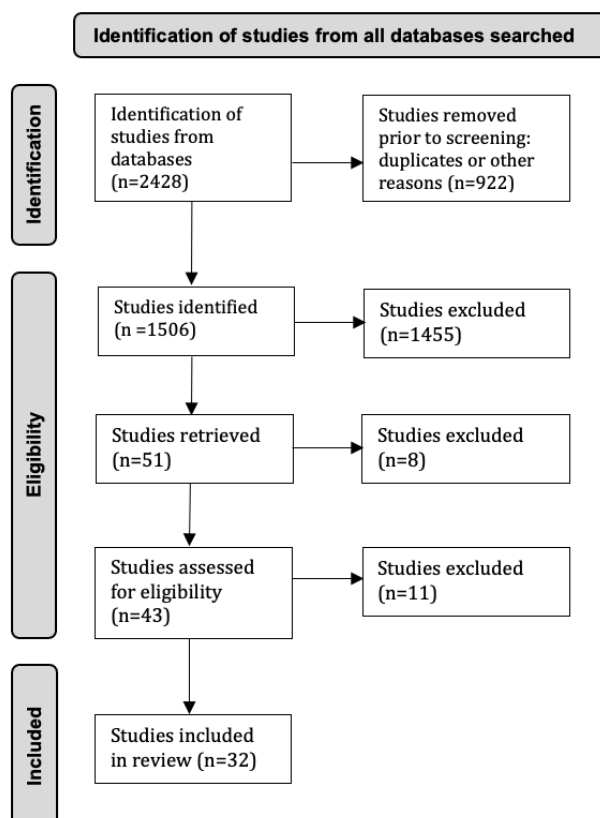 Identification of studies from all databases searched
Identification
Identification of
studies from
databases
(n=2428)
Studies removed
prior to screening:
duplicates or other
reasons (n=922)
Eligibility
Studies identified
(n =1506)
Studies excluded
(n=1455)
Studies retrieved
(n=51)
Studies excluded
(n=8)
Studies assessed
for eligibility
(n=43)
Studies excluded
(n=11)
Included
Studies included
in review (n=32)